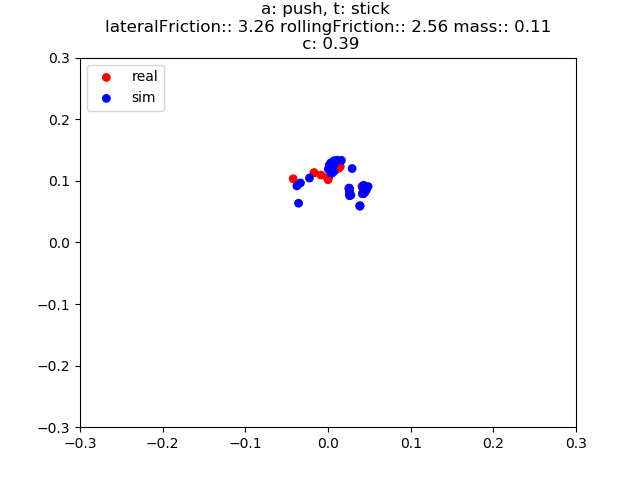 a: push, t: stick
lateralFriction:: 3.26 rollingFriction:: 2.56 mass:: 0.11
c: 0.39
real
sim
0.3
0.2
0.1
0.0
−0.1
−0.2
−0.3
−0.3 −0.2 −0.1 0.0 0.1 0.2 0.3